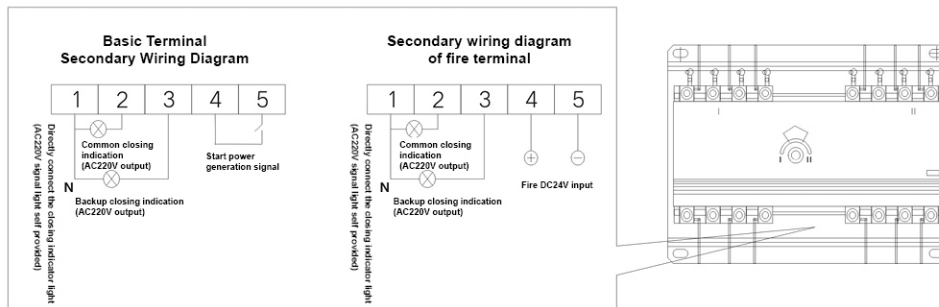 Basic Terminal
Secondary Wiring Diagram
1 2 3 4 5
Common closing
indication
(AC220V output)
Start power
generation signal
N
Backup closing indication
(AC220V output)
Directly connect the closing indicator light
(AC220V signal light self provided)
Secondary wiring diagram
of fire terminal
1 2 3 4 5
Common closing
indication
(AC220V output)
+ −
Fire DC24V input
N
Backup closing indication
(AC220V output)
Directly connect the closing indicator light
(AC220V signal light self provided)
I II
I II